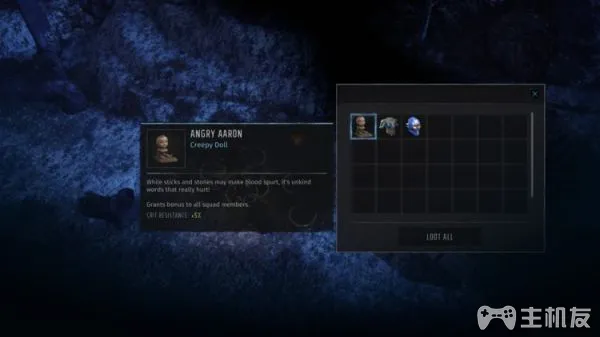 ANGRY AARON
Creepy Doll
While sticks and stones may make blood spurt, it's unkind
words that really hurt!
Grants bonus to all squad members.
CRIT RESISTANCE: +5%
LOOT ALL
主机友